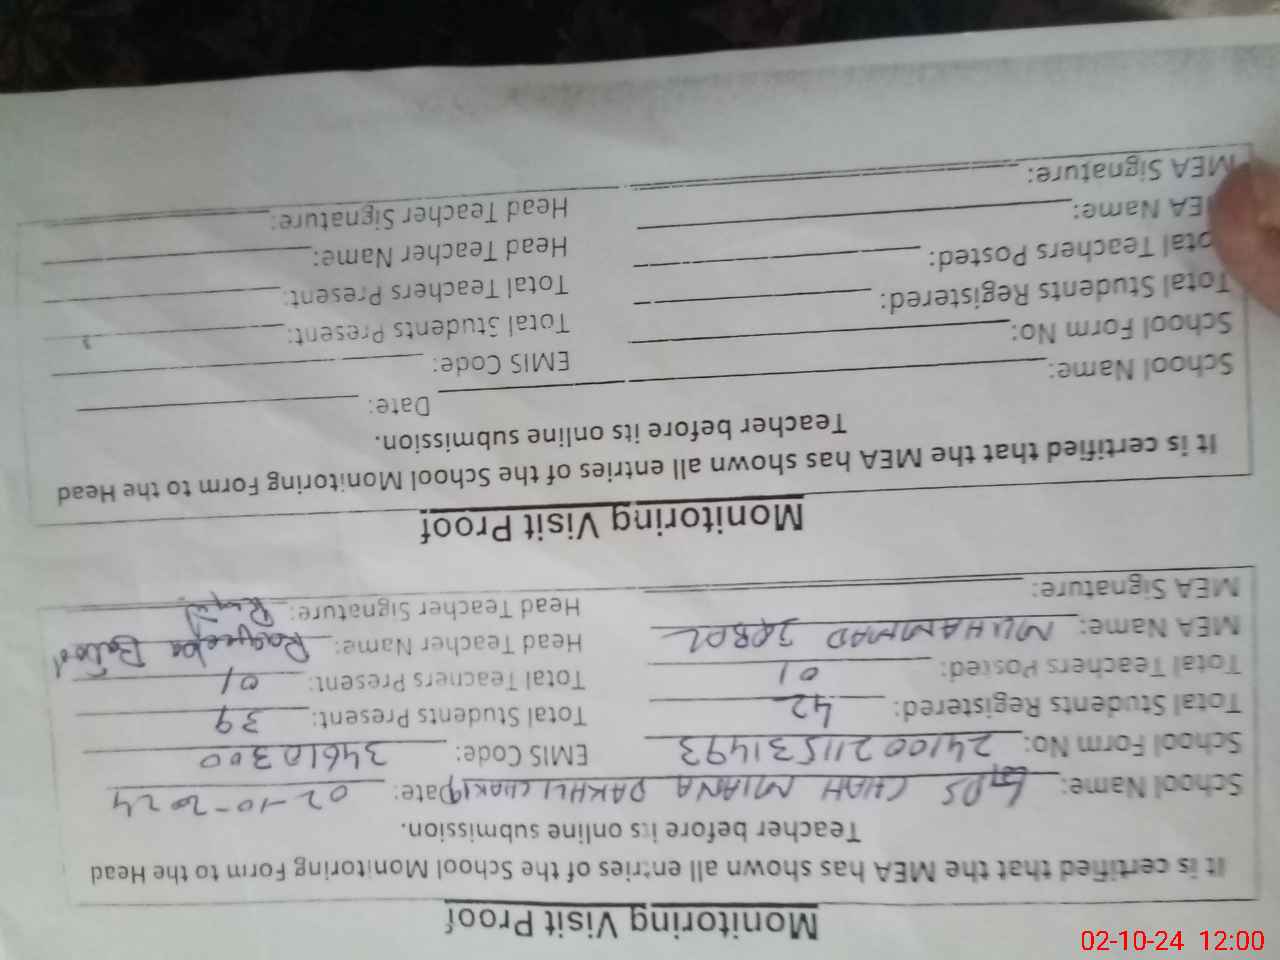 Monitoring Visit Proof
It is certified that the MEA has shown all entries of the School Monitoring Form to the Head
Teacher before its online submission.
School Name: GPS CHAH MIANA DAKHLI CHAK 19 Date: 02-10-2024
School Form No: 24100211531493 EMIS Code: 34610300
Total Students Registered: 42 Total Students Present: 39
Total Teachers Posted: 01 Total Teachers Present: 01
MEA Name: MUHAMMAD Head Teacher Name:
MEA Signature: Head Teacher Signature:
Monitoring Visit Proof
It is certified that the MEA has shown all entries of the School Monitoring Form to the Head
Teacher before its online submission.
School Name: Date:
School Form No: EMIS Code:
Total Students Registered: Total Students Present:
Total Teachers Posted: Total Teachers Present:
MEA Name: Head Teacher Name:
MEA Signature: Head Teacher Signature:
02-10-24 12:00